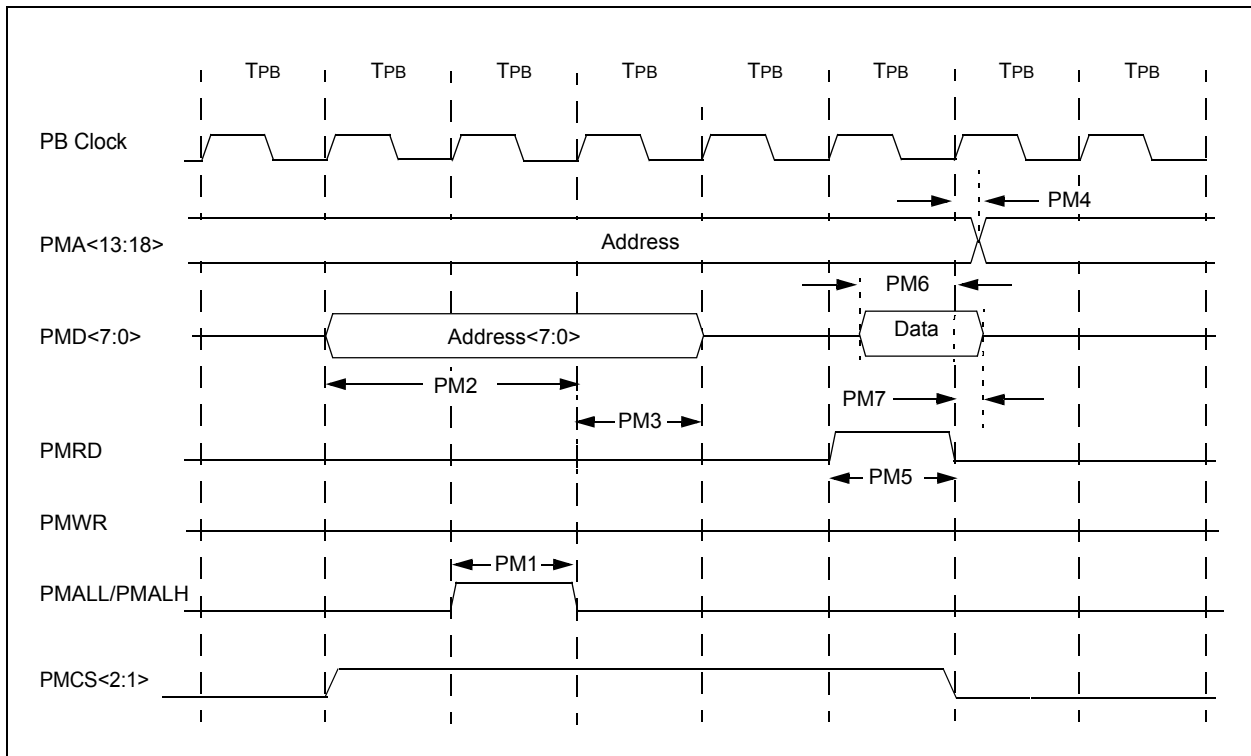 TPB TPB TPB TPB TPB TPB TPB TPB
PB Clock
PM4
PMA<13:18>
Address
PM6
PMD<7:0>
Address<7:0>
Data
PM2
PM7
PM3
PMRD
PM5
PMWR
PM1
PMALL/PMALH
PMCS<2:1>